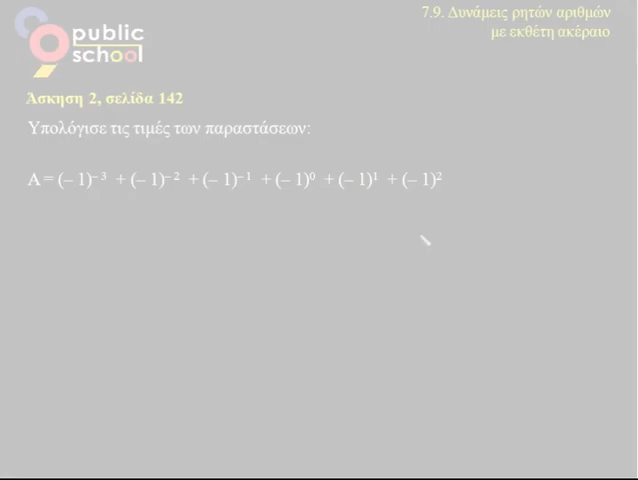 public
school
7.9. Δυνάμεις ρητών αριθμών
με εκθέτη ακέραιο
Άσκηση 2, σελίδα 142
Υπολόγισε τις τιμές των παραστάσεων:
Α = (– 1)⁻³ + (– 1)⁻² + (– 1)⁻¹ + (– 1)⁰ + (– 1)¹ + (– 1)²